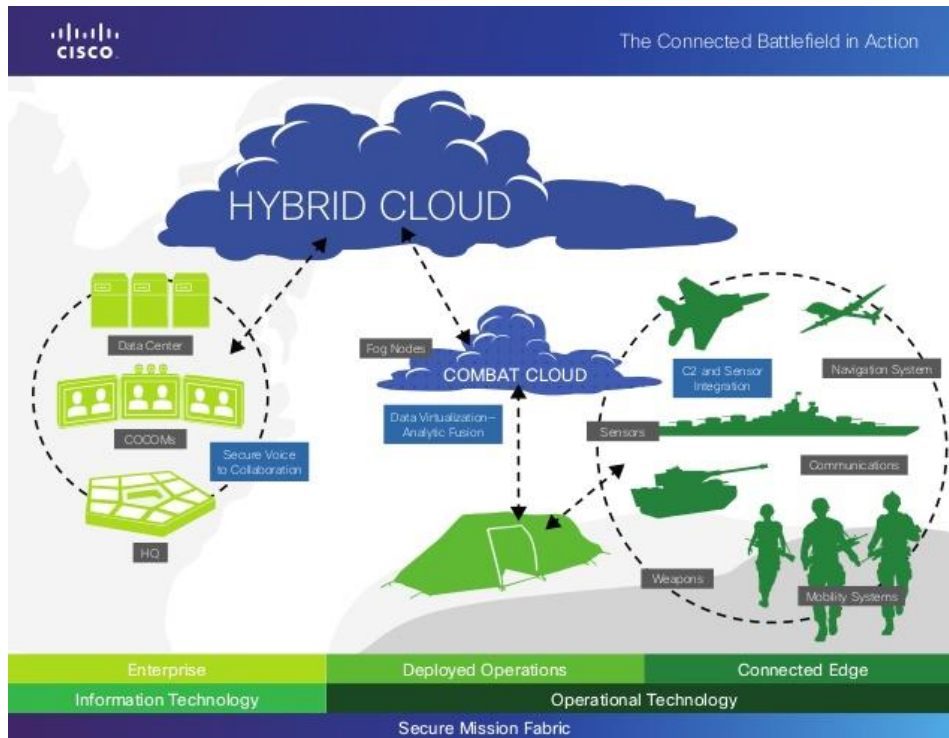 CISCO
The Connected Battlefield in Action
HYBRID CLOUD
Data Center
COCOMs
Secure Voice
to Collaboration
HQ
Fog Nodes
COMBAT CLOUD
Data Virtualization–
Analytic Fusion
C2 and Sensor
Integration
Navigation System
Sensors
Communications
Weapons
Mobility Systems
Enterprise
Deployed Operations
Connected Edge
Information Technology
Operational Technology
Secure Mission Fabric